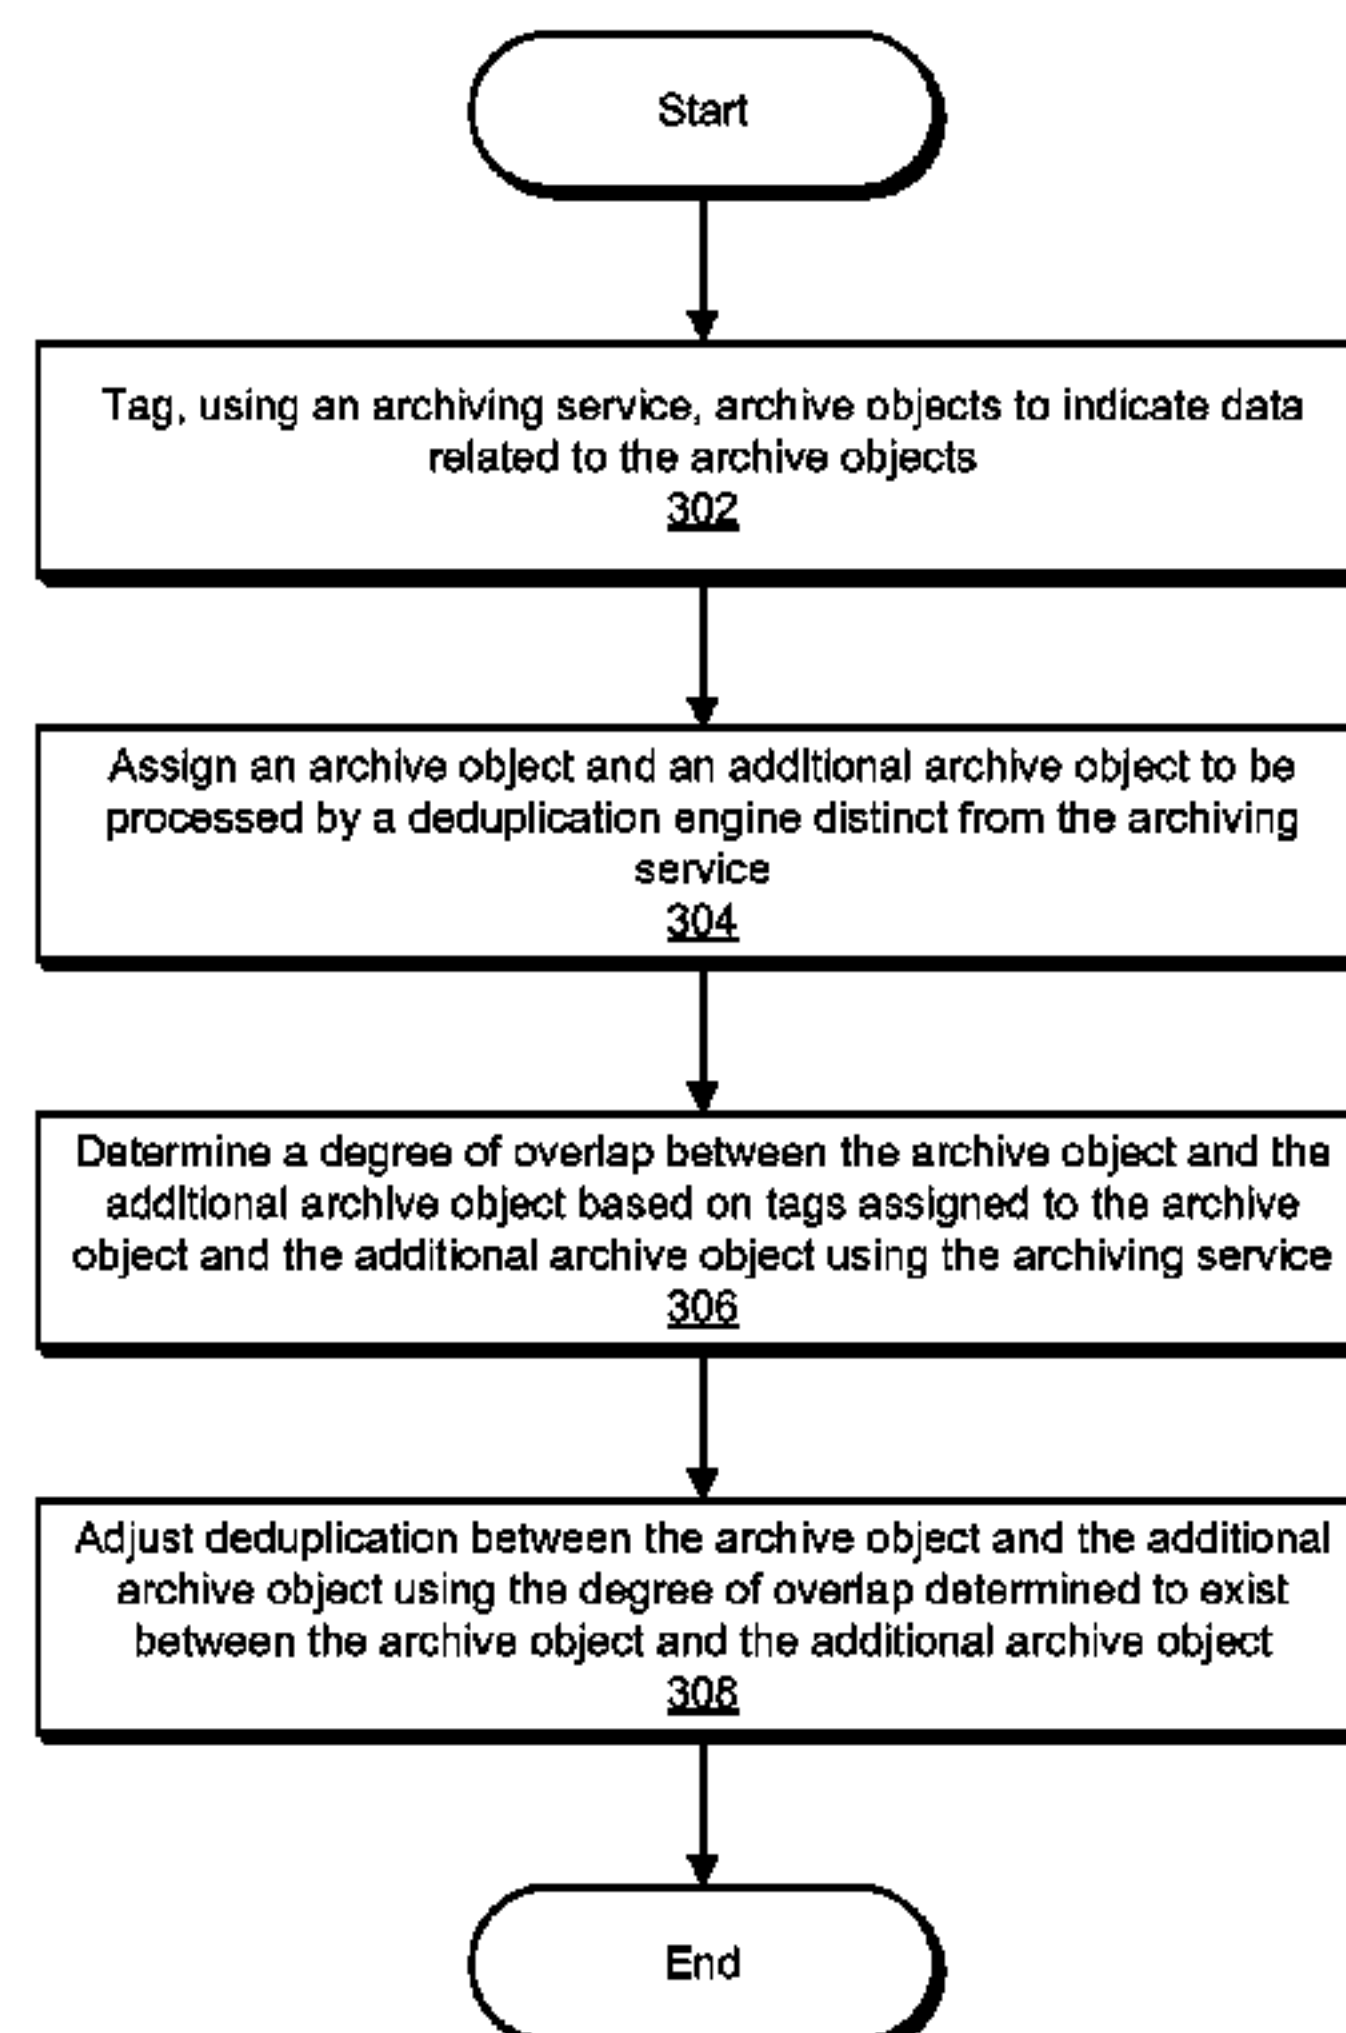 Start
Tag, using an archiving service, archive objects to indicate data
related to the archive objects
302
Assign an archive object and an additional archive object to be
processed by a deduplication engine distinct from the archiving
service
304
Determine a degree of overlap between the archive object and the
additional archive object based on tags assigned to the archive
object and the additional archive object using the archiving service
306
Adjust deduplication between the archive object and the additional
archive object using the degree of overlap determined to exist
between the archive object and the additional archive object
308
End